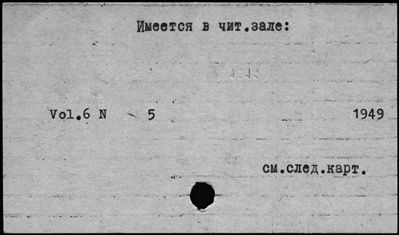 Имеется в чит.зале:
Vol.6 N - 5 1949
см.след.карт.